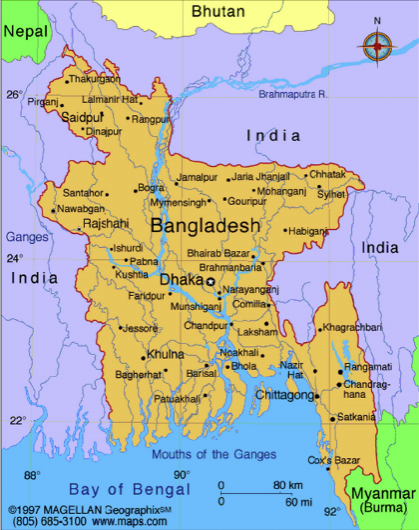 Bhutan
Nepal
N
Thakurgaon
26°
Pirganj
Lalmanir Hat
Brahmaputra R.
Saidpur
Rangpur
Dinajpur
India
Jamalpur
Jaria Jhanjail
Chhatak
Santahar
Bogra
Mohanganj
Sylhet
Mymensingh
Gouripur
Nawabgan
Rajshahi
Bangladesh
Habiganj
Ganges
Ishurdi
Bhairab Bazar
India
24°
Pabna
Brahmanbaria
India
Kushtia
Dhaka
Narayanganj
Faridpur
Munshiganj
Comilla
Jessore
Chandpur
Laksham
Khagrachbari
Khulna
Noakhali
Nazir
Hat
Rangamati
Bagherhat
Barisal
Bhola
Chandrag-
hana
Patuakhali
Chittagong
22°
Satkania
Mouths of the Ganges
Cox's Bazar
88°
90°
Bay of Bengal
0
80 km
0
60 mi
92°
Myanmar
(Burma)
©1997 MAGELLAN Geographix℠
(805) 685-3100 www.maps.com